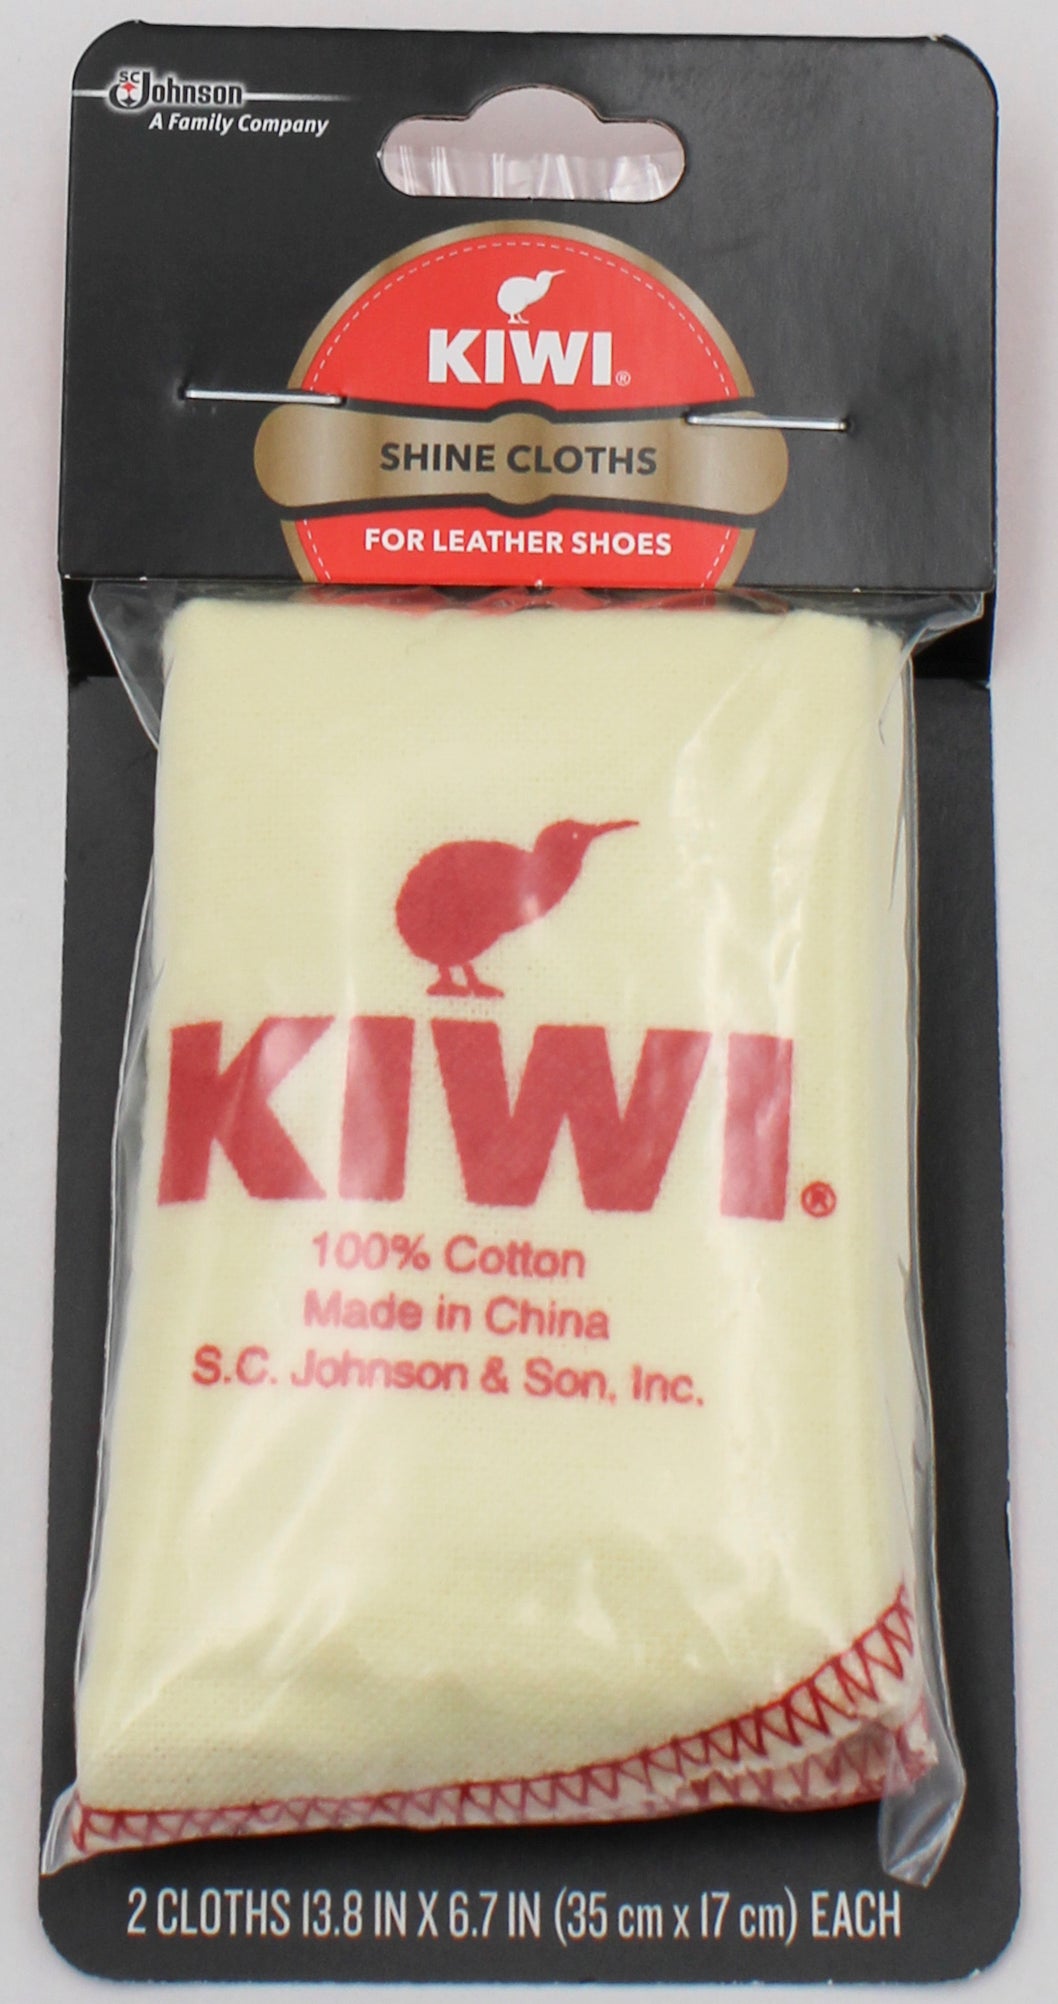 SC Johnson
A Family Company
KIWI®
SHINE CLOTHS
FOR LEATHER SHOES
KIWI®
100% Cotton
Made in China
S.C. Johnson & Son, Inc.
2 CLOTHS 13.8 IN X 6.7 IN (35 cm x 17 cm) EACH